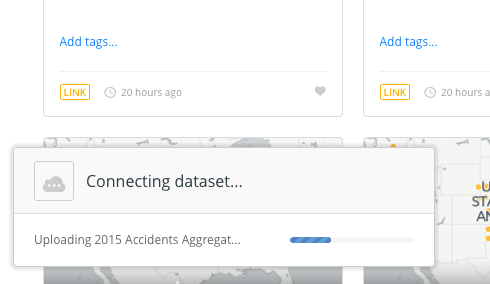 Add tags...
Add tags...
LINK 20 hours ago
LINK 20 hours a
Connecting dataset...
Uploading 2015 Accidents Aggregat...
U
STA
AN